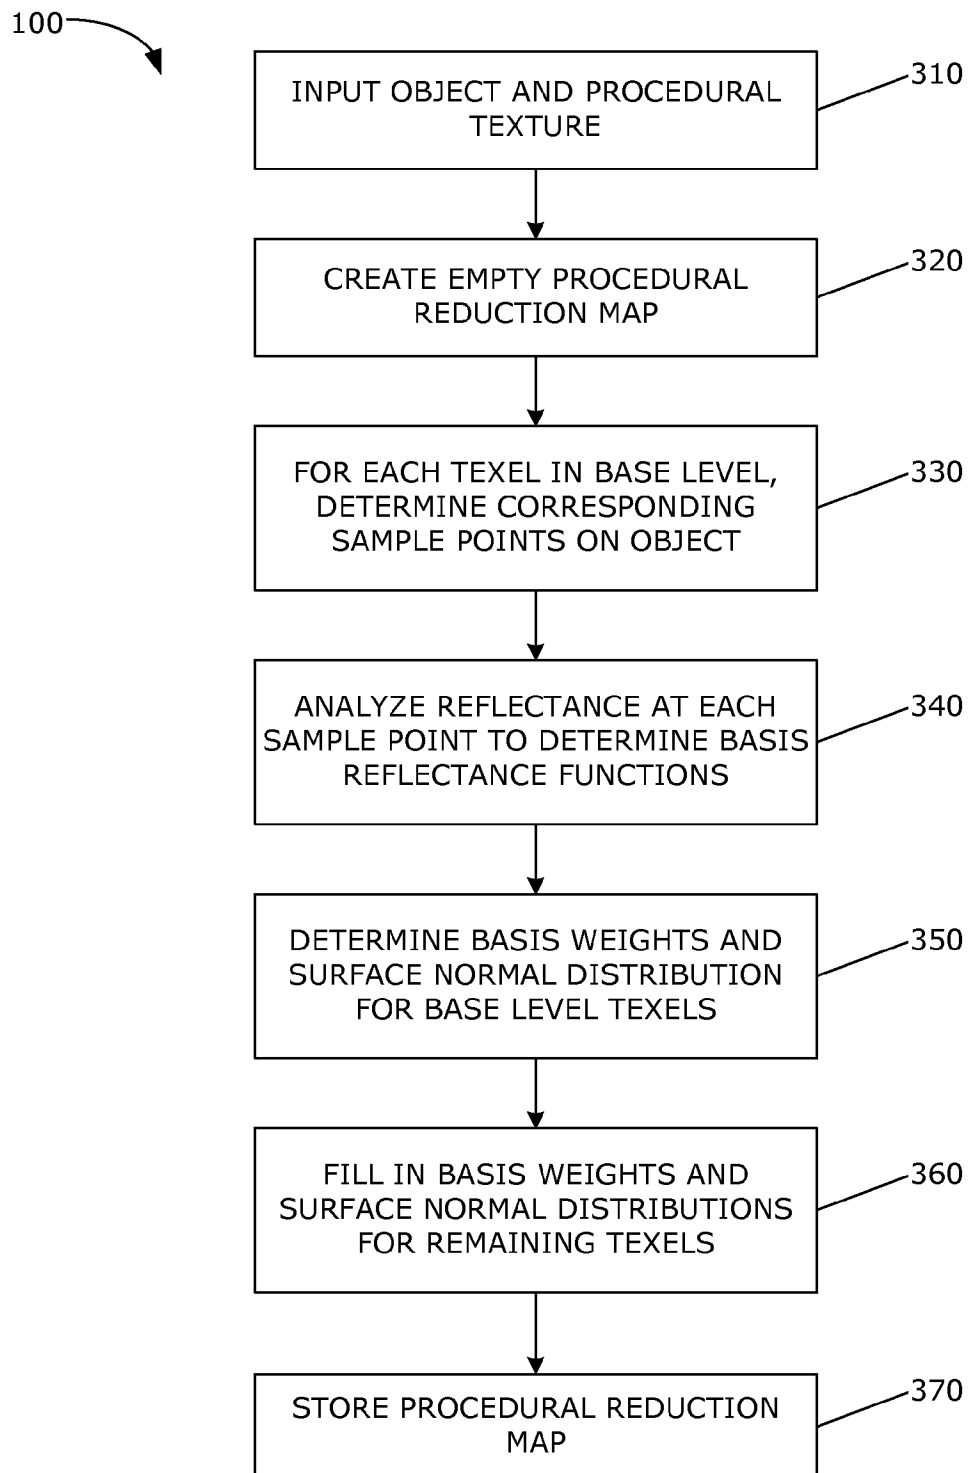 100
INPUT OBJECT AND PROCEDURAL
TEXTURE
310
CREATE EMPTY PROCEDURAL
REDUCTION MAP
320
FOR EACH TEXEL IN BASE LEVEL,
DETERMINE CORRESPONDING
SAMPLE POINTS ON OBJECT
330
ANALYZE REFLECTANCE AT EACH
SAMPLE POINT TO DETERMINE BASIS
REFLECTANCE FUNCTIONS
340
DETERMINE BASIS WEIGHTS AND
SURFACE NORMAL DISTRIBUTION
FOR BASE LEVEL TEXELS
350
FILL IN BASIS WEIGHTS AND
SURFACE NORMAL DISTRIBUTIONS
FOR REMAINING TEXELS
360
STORE PROCEDURAL REDUCTION
MAP
370